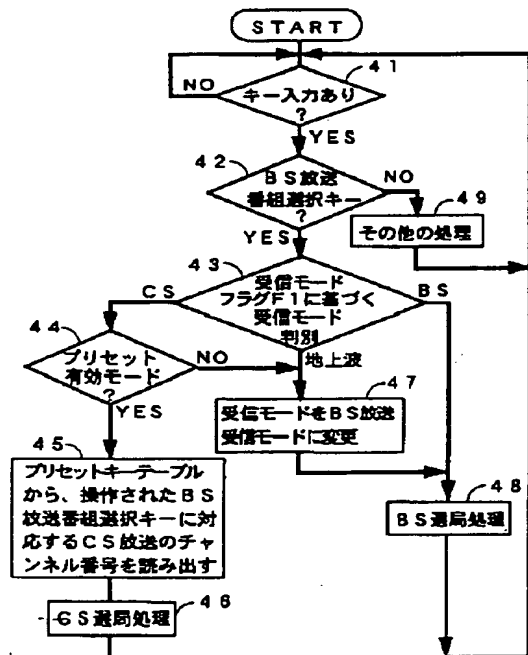 START
41
NO
キー入力あり
?
YES
42
BS放送
番組選択キー
?
NO
49
その他の処理
YES
43
CS
受信モード
フラグF1に基づく
受信モード
判別
BS
44
プリセット
有効モード
?
NO
地上波
YES
47
受信モードをBS放送
受信モードに変更
45
プリセットキーテーブル
から、操作されたBS
放送番組選択キーに対
応するCS放送のチャ
ンネル番号を読み出す
48
BS選局処理
46
CS選局処理